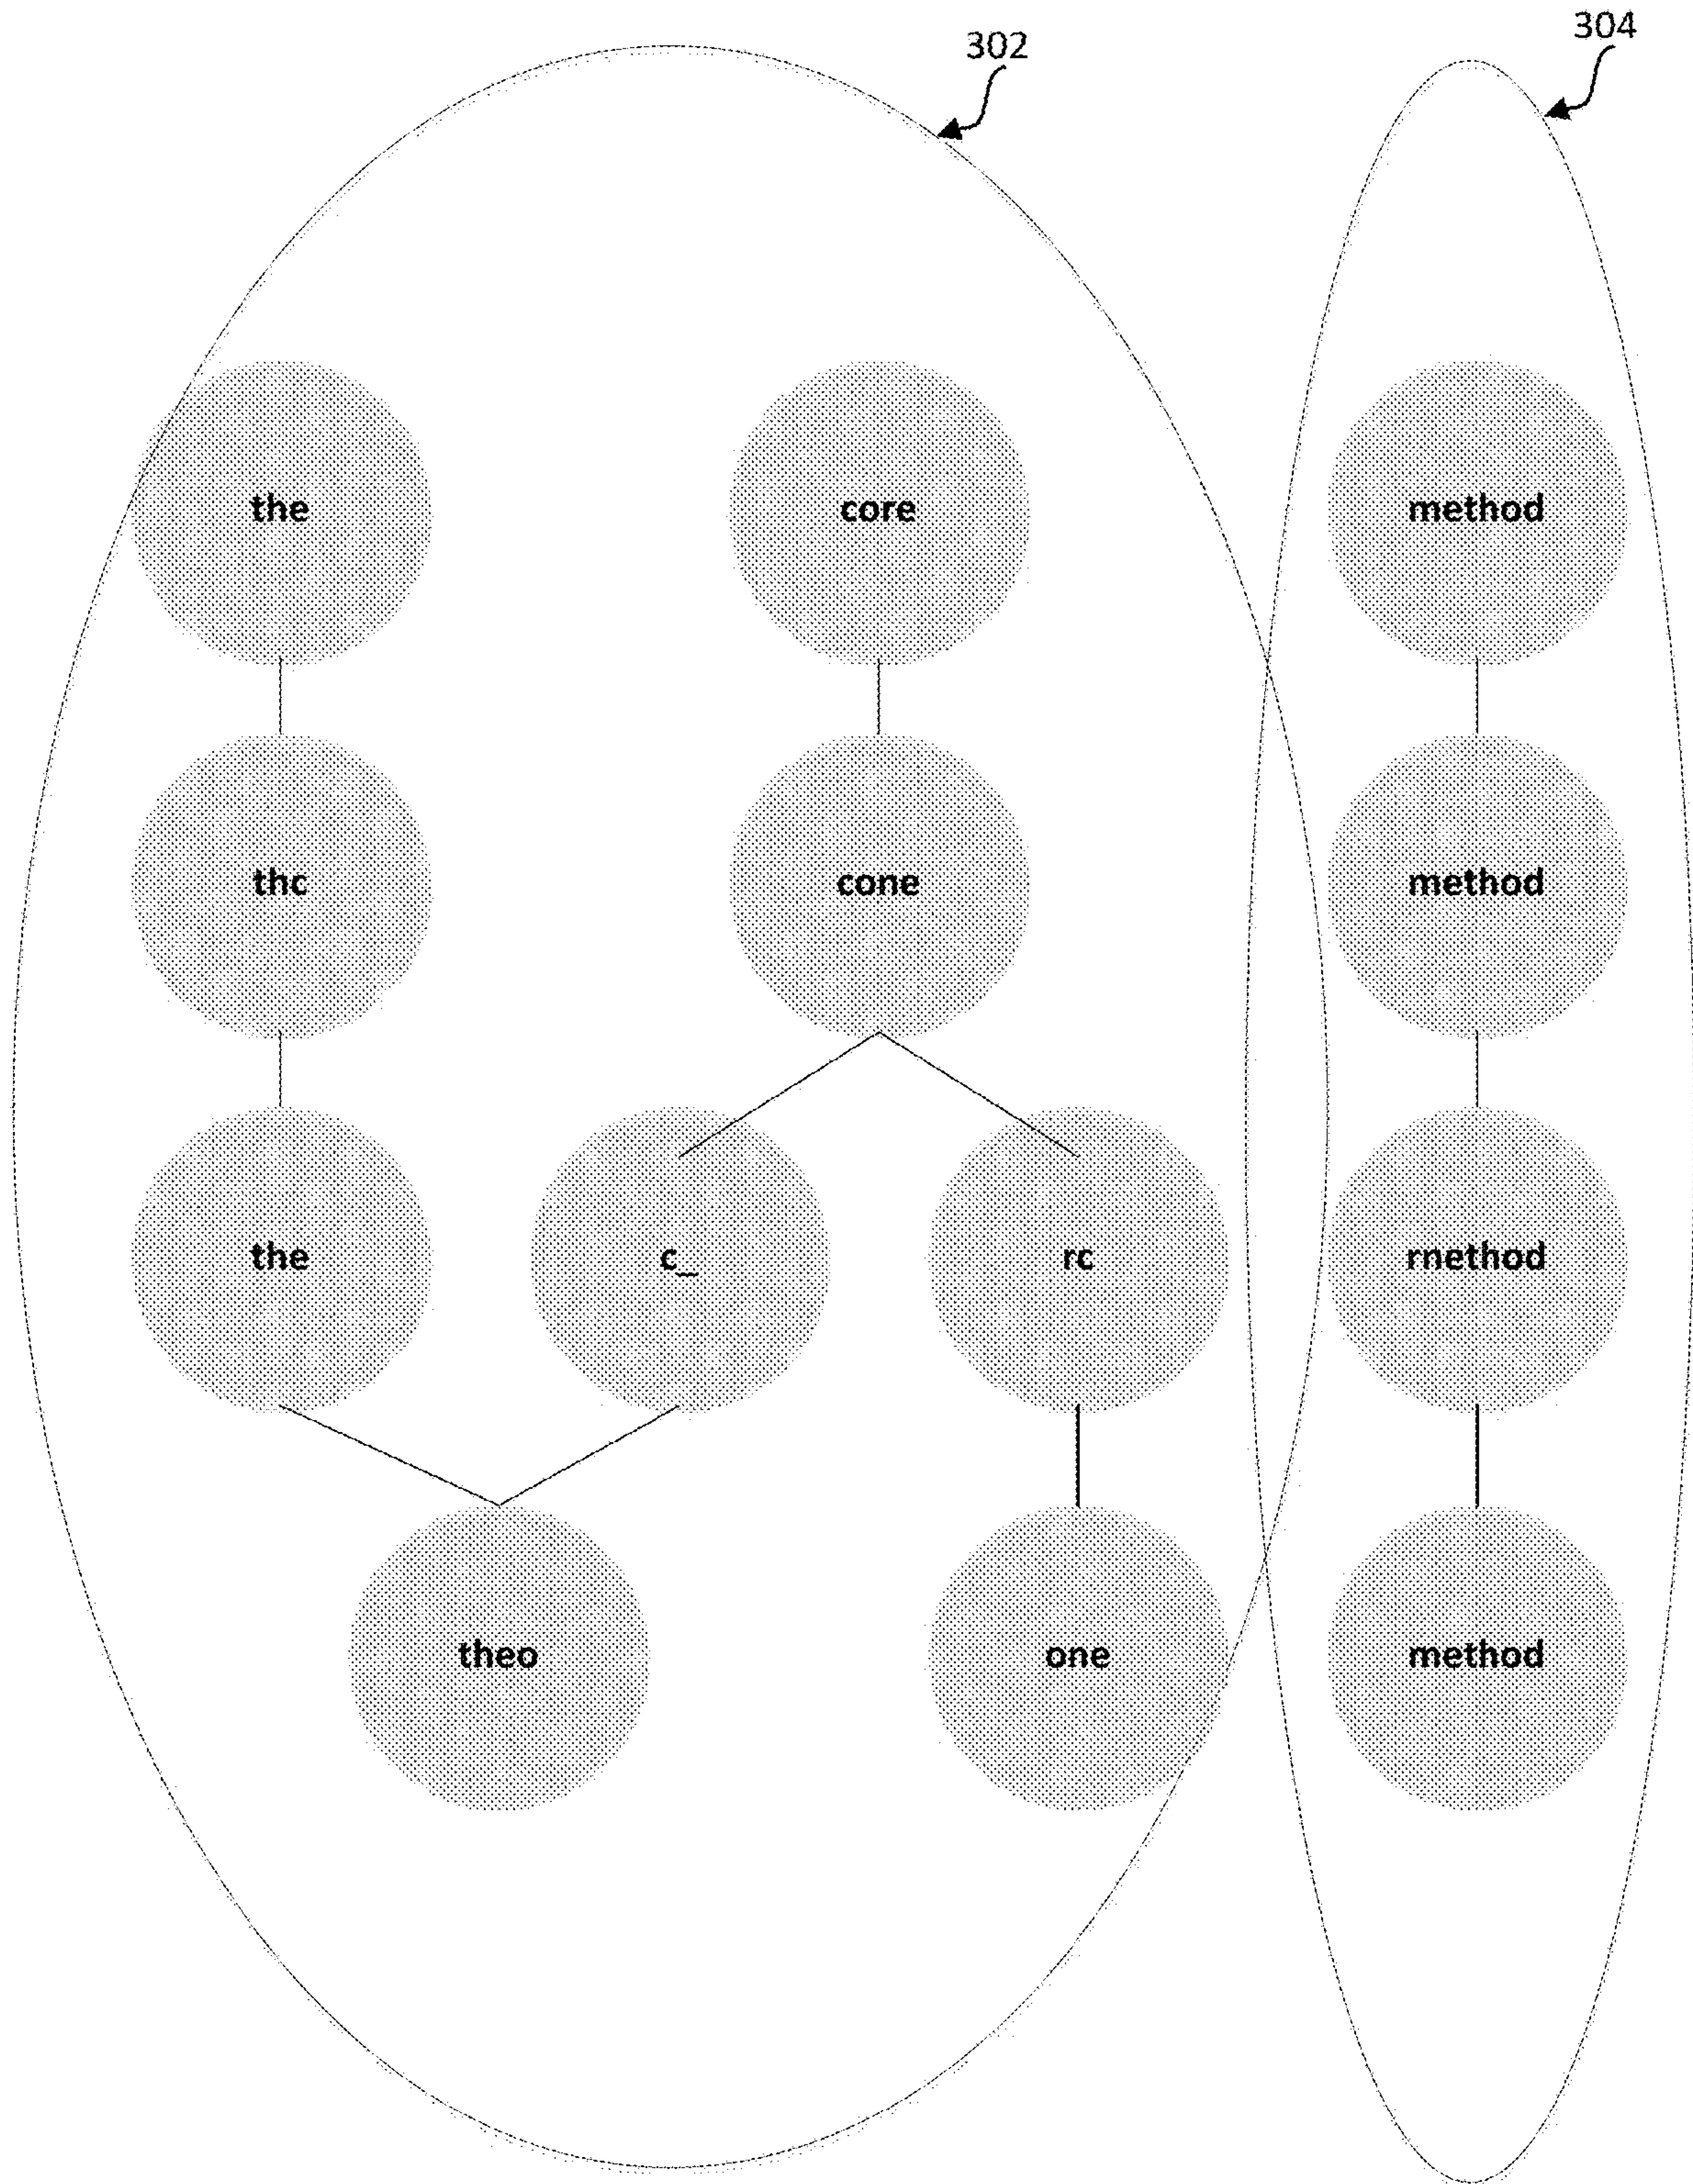 302
304
the core method
thc cone method
the c_ rc rnethod
theo one method